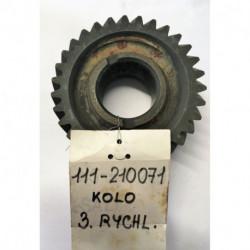 111-210071
KOLO
3. RYCHL.